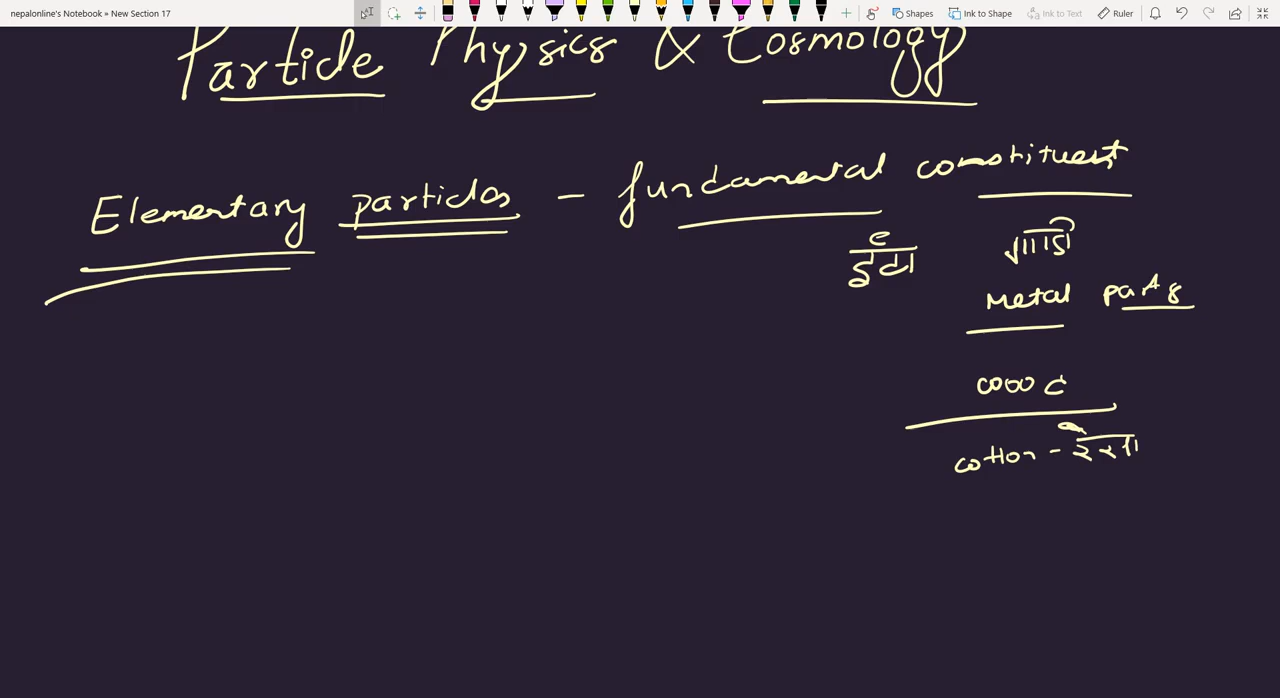 nepalonline's Notebook » New Section 17
Shapes Ink to Shape Ink to Text Ruler
Particle Physics & Cosmology
Elementary particles - fundamental constituent
Metal parts
cotton -